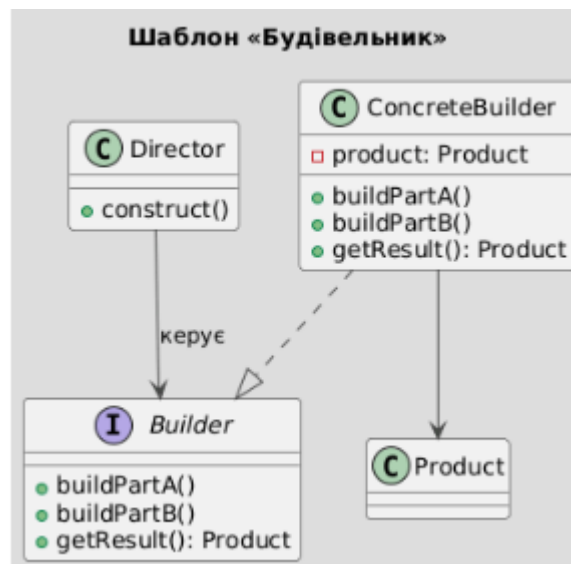 Шаблон «Будівельник»
C Director
construct()
C ConcreteBuilder
product: Product
buildPartA()
buildPartB()
getResult(): Product
керує
I Builder
buildPartA()
buildPartB()
getResult(): Product
C Product